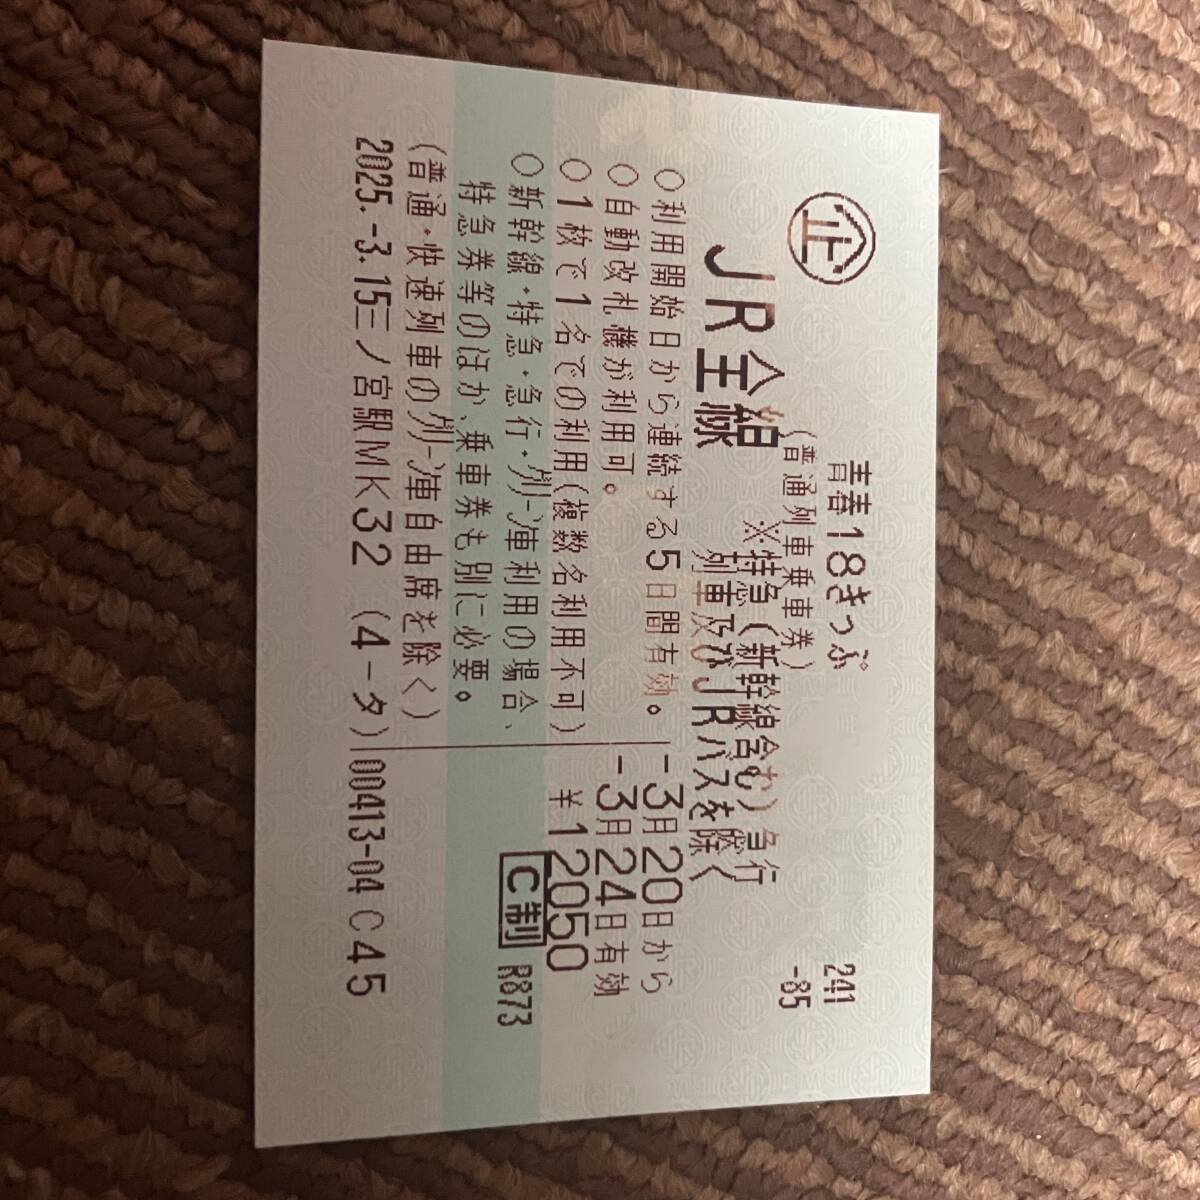 企
青春18きっぷ
241
-85
(普通列車乗車券)
JR全線
※特急(新幹線含む)急行
列車及びJRバスを除く
○利用開始日から連続する5日間有効。
○自動改札機が利用可。
○1枚で1名での利用(複数名利用不可)
○新幹線・特急・急行・グリーン車利用の場合、
特急券等のほか、乗車券も別に必要。
(普通・快速列車のグリーン車自由席を除く)
-3月20日から
-3月24日有効
¥12050
C制
R873
2025.-3.15三ノ宮駅MK32 (4-タ) 00413-04 C45